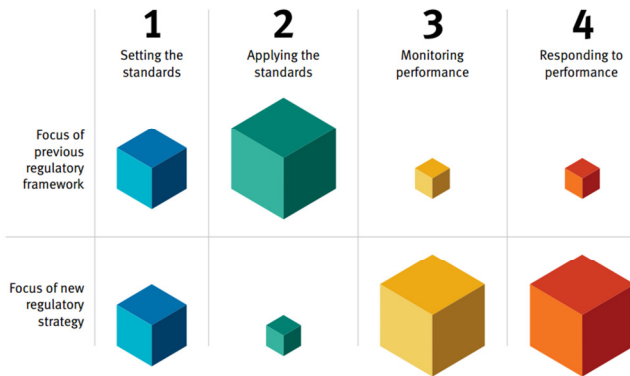 1
2
3
4
Setting the
standards
Applying the
standards
Monitoring
performance
Responding to
performance
Focus of
previous
regulatory
framework
Focus of new
regulatory
strategy